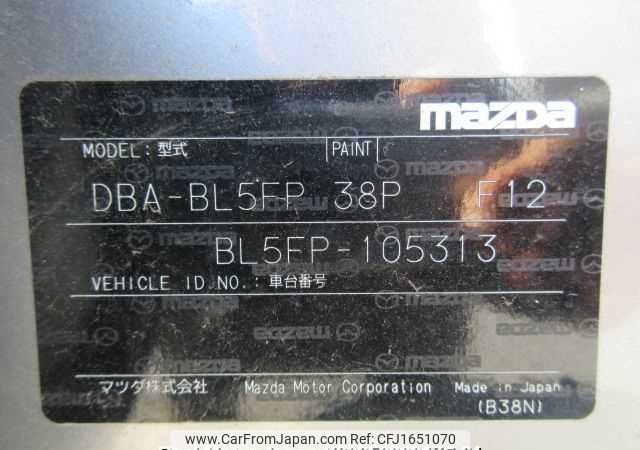 mazda
MODEL: 型式 PAINT
DBA-BL5FP 38P F12
BL5FP-105313
VEHICLE ID.NO.: 車台番号
マツダ株式会社 Mazda Motor Corporation Made in Japan
(B38N)
www.CarFromJapan.com CFJ1651070